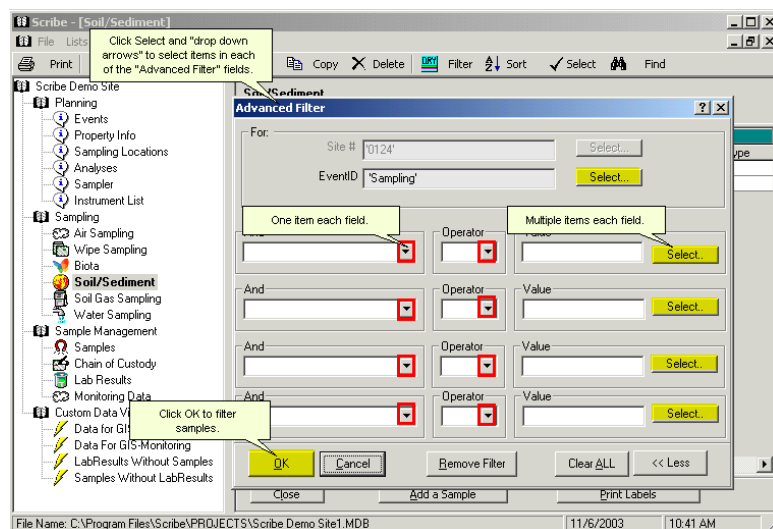 Scribe - [Soil/Sediment]
File Lists
Click Select and "drop down
arrows" to select items in each
of the "Advanced Filter" fields.
Print Copy Delete QRY Filter Sort Select Find
Scribe Demo Site
Planning
Events
Property Info
Sampling Locations
Analyses
Sampler
Instrument List
Sampling
Air Sampling
Wipe Sampling
Biota
Soil/Sediment
Soil Gas Sampling
Water Sampling
Sample Management
Samples
Chain of Custody
Lab Results
Monitoring Data
Custom Data Vi
Data for GIS
Data For GIS-Monitoring
LabResults Without Samples
Samples Without LabResults
Soil/Sediment
Advanced Filter
For:
Site # '0124' Select...
EventID 'Sampling' Select...
One item each field.
Multiple items each field.
And Operator Value
Select..
And Operator Value
Select..
And Operator Value
Select..
And Operator Value
Select..
Click OK to filter
samples.
OK Cancel Remove Filter Clear ALL << Less
ype
Close Add a Sample Print Labels
File Name: C:\Program Files\Scribe\PROJECTS\Scribe Demo Site1.MDB 11/6/2003 10:41 AM